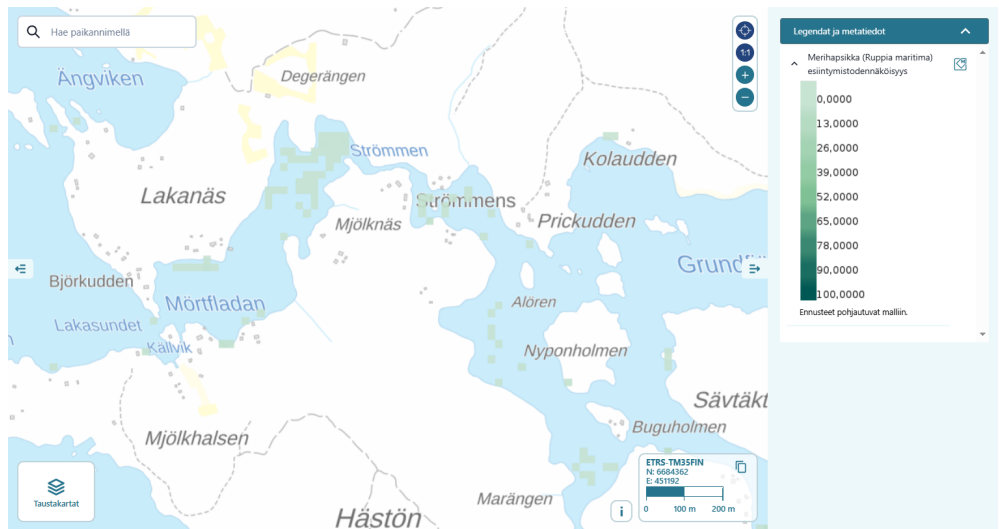 Hae paikannimellä
Legendat ja metatiedot
Merihapsikka (Ruppia maritima)
esiintymistodennäköisyys
0,0000
13,0000
26,0000
39,0000
52,0000
65,0000
78,0000
90,0000
100,0000
Ennusteet pohjautuvat malliin.
1:1
Ängviken
Degerängen
Strömmen
Kolaudden
Lakanäs
Strömmens
Mjölknäs
Prickudden
Björkudden
Mörtfladan
Alören
Lakasundet
Källvik
Nyponholmen
Buguholmen
Mjölkhalsen
Marängen
Hästön
Taustakartat
ETRS-TM35FIN
N: 6684362
E: 451192
0 100 m 200 m
i